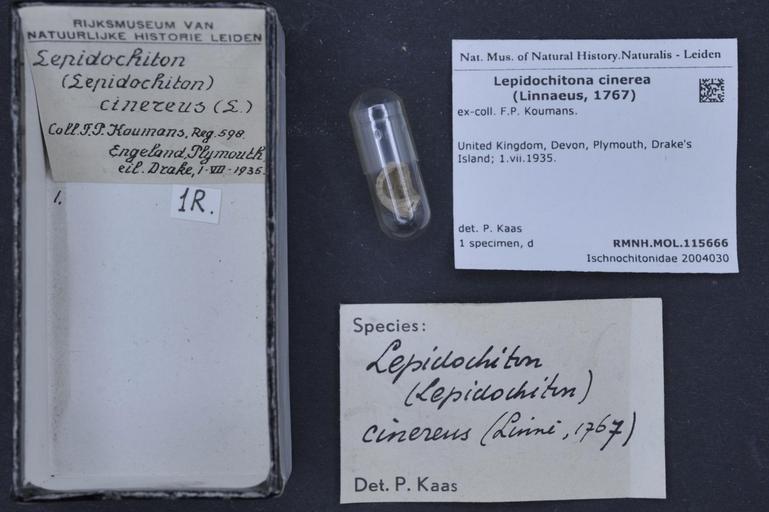 RIJKSMUSEUM VAN
NATUURLIJKE HISTORIE LEIDEN
Lepidochiton
(Lepidochiton)
cinereus (L.)
Coll. F.P. Koumans, Reg. 598.
Engeland, Plymouth,
eil. Drake, 1-VII-1935.
1.
1R.
Nat. Mus. of Natural History.Naturalis - Leiden
Lepidochitona cinerea
(Linnaeus, 1767)
ex-coll. F.P. Koumans.
United Kingdom, Devon, Plymouth, Drake's
Island; 1.vii.1935.
det. P. Kaas
1 specimen, d
RMNH.MOL.115666
Ischnochitonidae 2004030
Species:
Lepidochiton
(Lepidochiton)
cinereus (Linné, 1767)
Det. P. Kaas